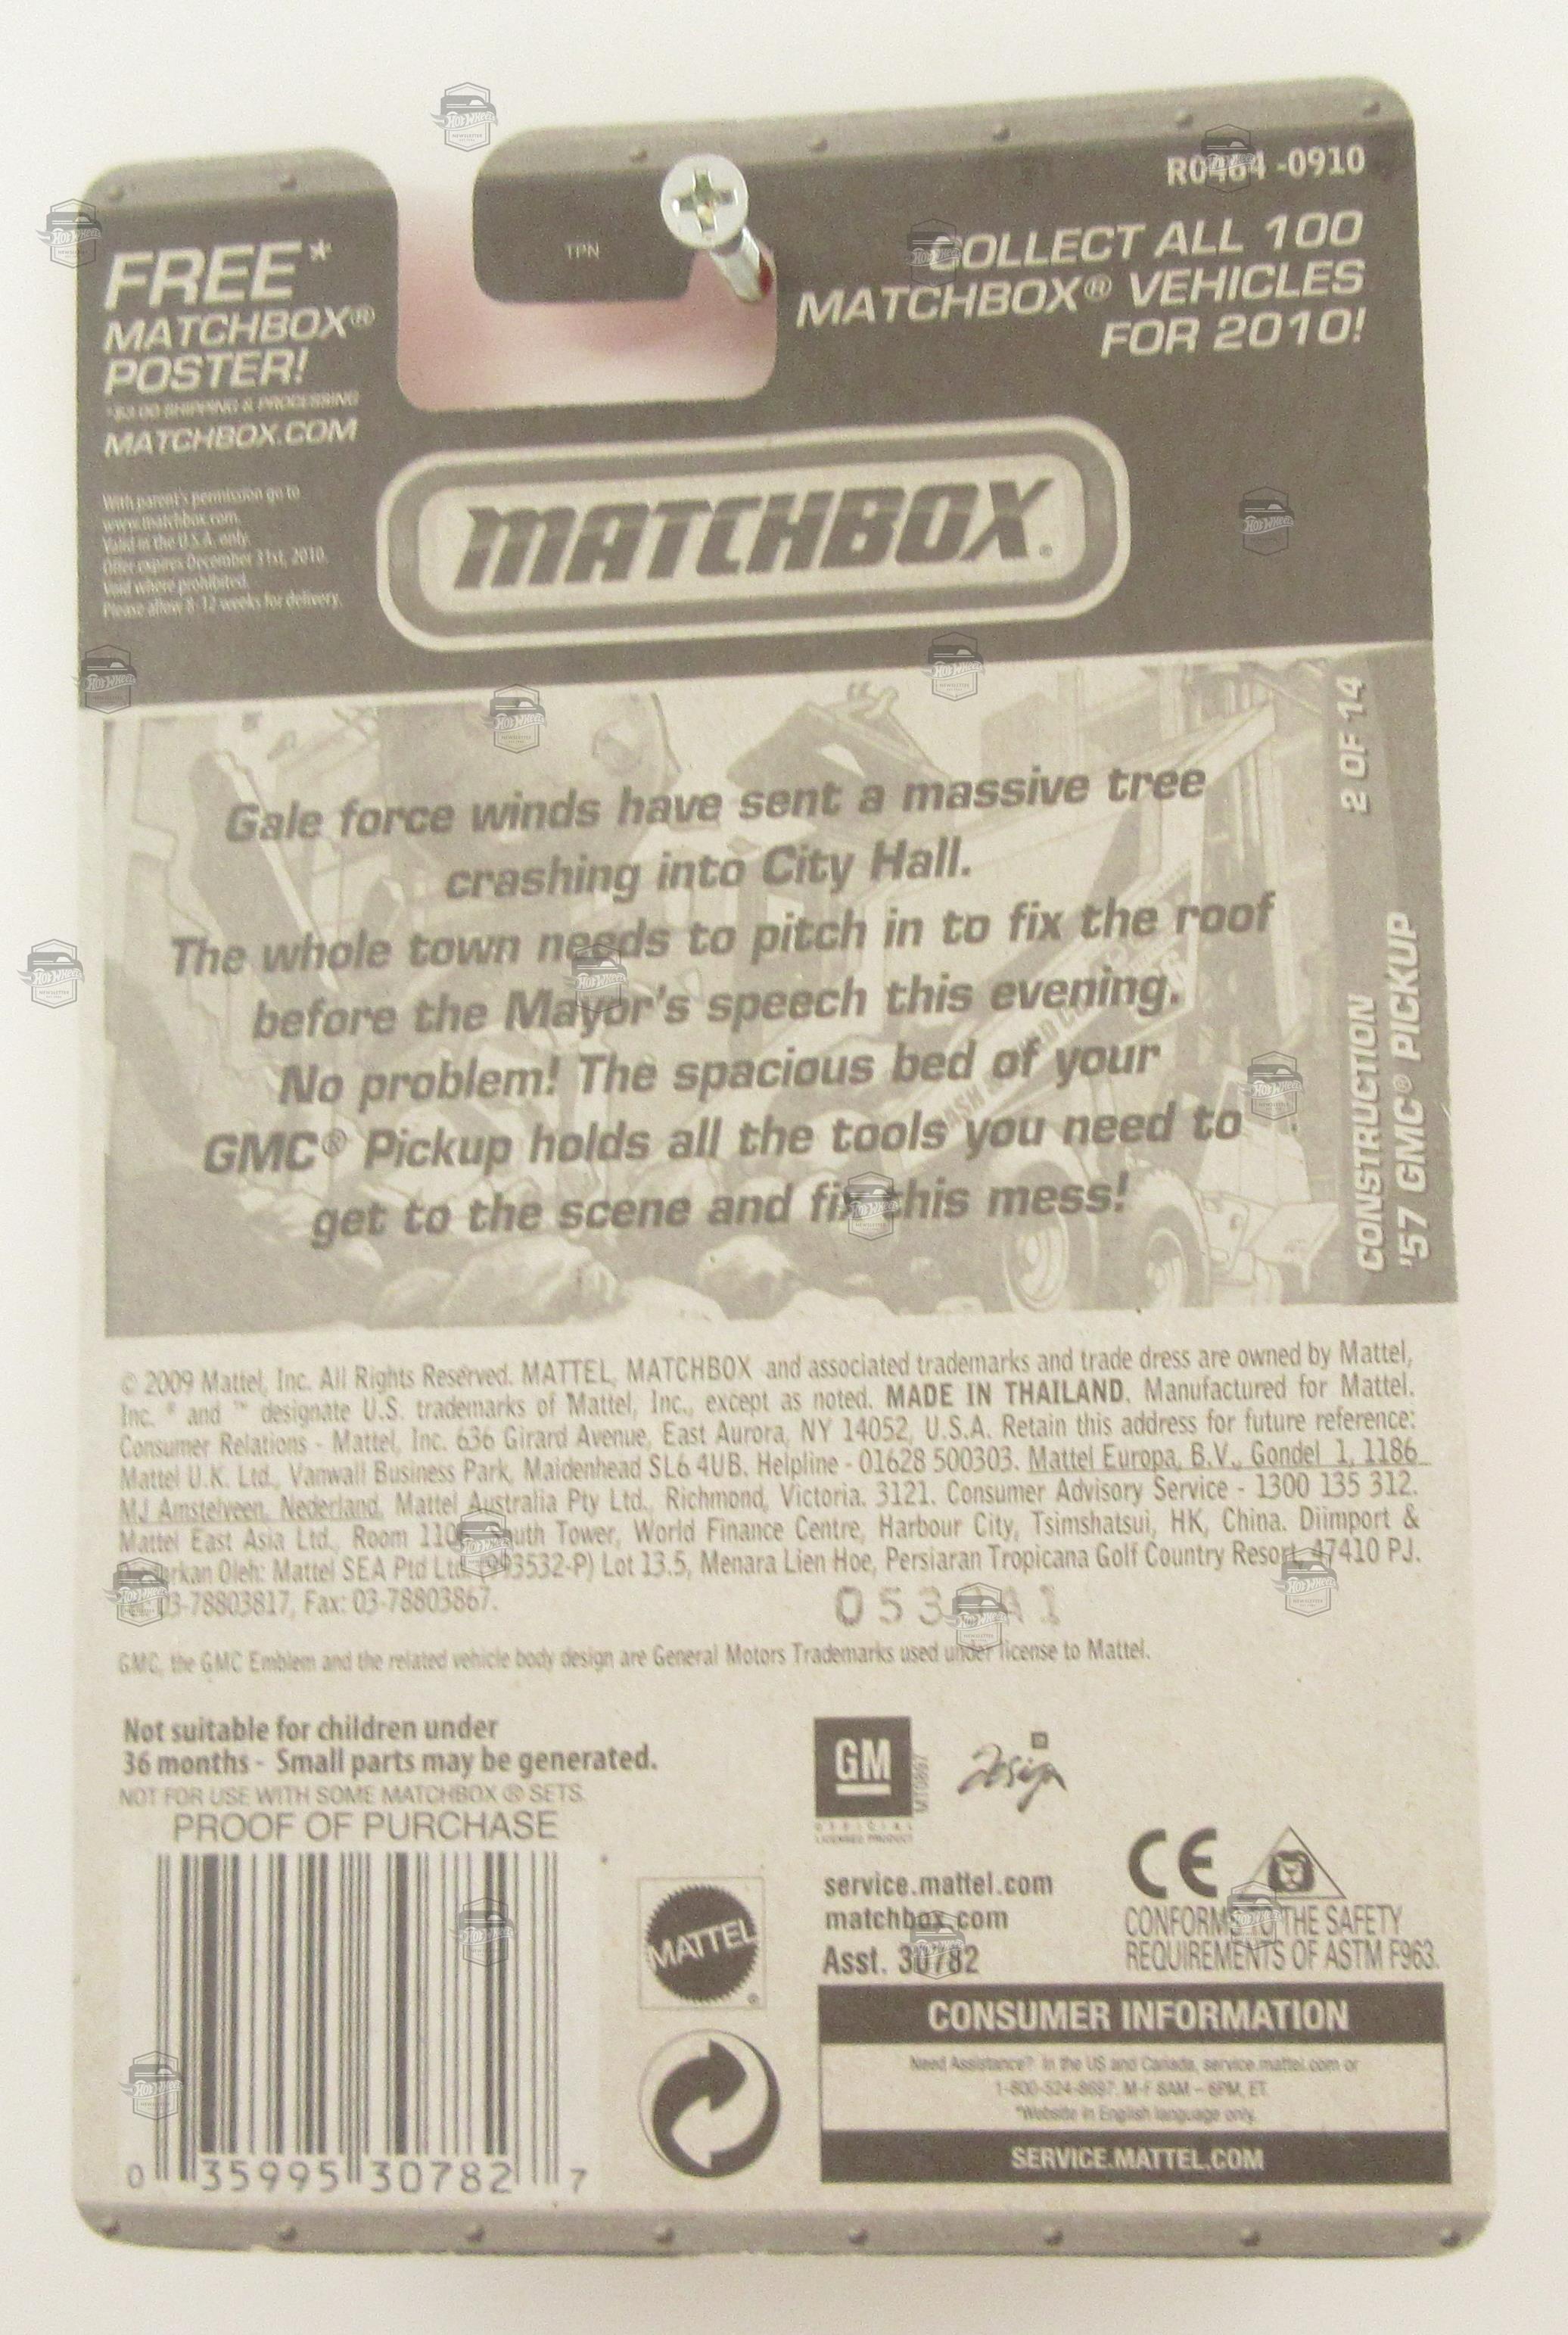 R0464 -0910
TPN
FREE*
MATCHBOX®
POSTER!
*$3.00 SHIPPING & PROCESSING
MATCHBOX.COM
With parent's permission go to
www.matchbox.com.
Valid in the U.S.A. only.
Offer expires December 31st, 2010.
Void where prohibited.
Please allow 8-12 weeks for delivery.
COLLECT ALL 100
MATCHBOX® VEHICLES
FOR 2010!
MATCHBOX®
Gale force winds have sent a massive tree
crashing into City Hall.
The whole town needs to pitch in to fix the roof
before the Mayor's speech this evening.
No problem! The spacious bed of your
GMC® Pickup holds all the tools you need to
get to the scene and fix this mess!
2 OF 14
CONSTRUCTION
'57 GMC® PICKUP
© 2009 Mattel, Inc. All Rights Reserved. MATTEL, MATCHBOX and associated trademarks and trade dress are owned by Mattel,
Inc. ® and ™ designate U.S. trademarks of Mattel, Inc., except as noted. MADE IN THAILAND. Manufactured for Mattel.
Consumer Relations - Mattel, Inc. 636 Girard Avenue, East Aurora, NY 14052, U.S.A. Retain this address for future reference:
Mattel U.K. Ltd., Vanwall Business Park, Maidenhead SL6 4UB. Helpline - 01628 500303. Mattel Europa, B.V., Gondel 1, 1186
MJ Amstelveen, Nederland. Mattel Australia Pty Ltd., Richmond, Victoria. 3121. Consumer Advisory Service - 1300 135 312.
Mattel East Asia Ltd., Room South Tower, World Finance Centre, Harbour City, Tsimshatsui, HK, China. Diimport &
Oleh: Mattel SEA Ptd Ltd. (993532-P) Lot 13.5, Menara Lien Hoe, Persiaran Tropicana Golf Country Resort, 47410 PJ.
03-78803817, Fax: 03-78803867.
GMC, the GMC Emblem and the related vehicle body design are General Motors Trademarks used under license to Mattel.
Not suitable for children under
36 months - Small parts may be generated.
NOT FOR USE WITH SOME MATCHBOX ® SETS.
PROOF OF PURCHASE
0 35995 30782 7
MATTEL®
GM
OFFICIAL
LICENSED PRODUCT
Design
service.mattel.com
matchbox.com
Asst. 30782
CE
CONFORMS TO THE SAFETY
REQUIREMENTS OF ASTM F963.
CONSUMER INFORMATION
Need Assistance? In the US and Canada, service.mattel.com or
1-800-524-8697, M-F 8AM – 6PM, ET.
*Website in English language only.
SERVICE.MATTEL.COM